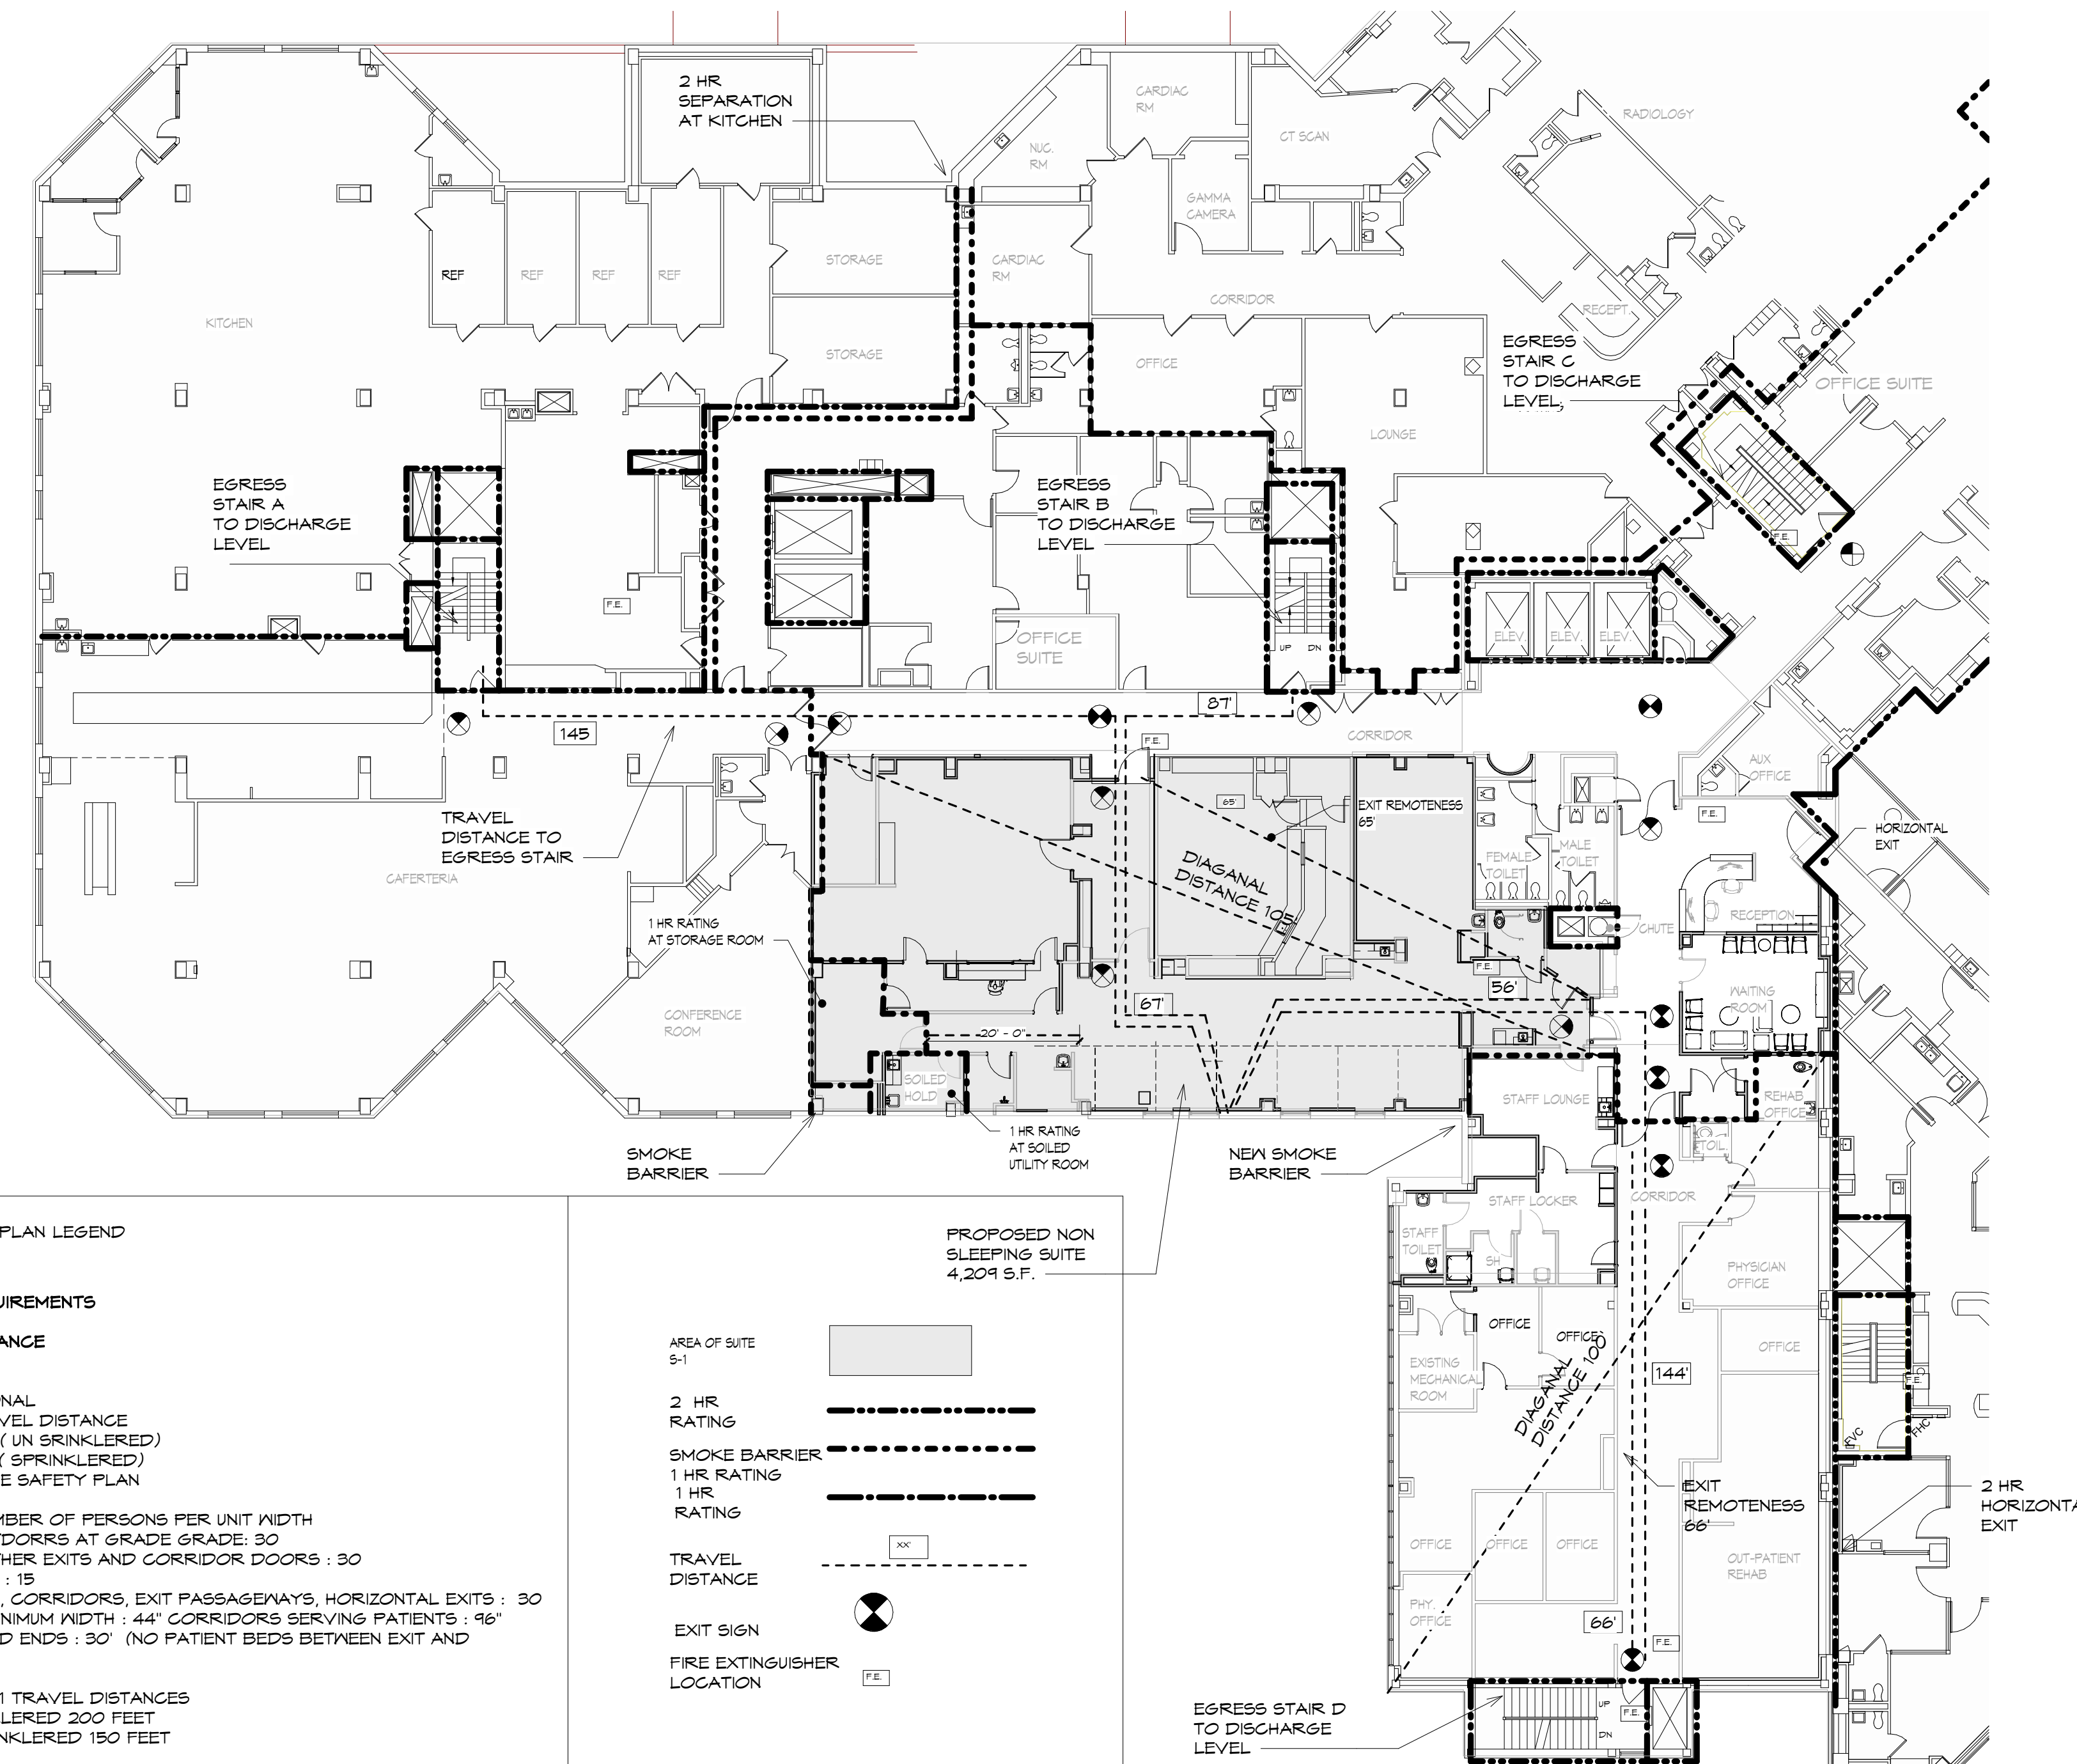 2 HR
SEPARATION
AT KITCHEN
CARDIAC
RM
NUC.
RM
CT SCAN
RADIOLOGY
GAMMA
CAMERA
REF
REF
REF
REF
STORAGE
CARDIAC
RM
CORRIDOR
RECEPT.
KITCHEN
STORAGE
OFFICE
EGRESS
STAIR C
TO DISCHARGE
LEVEL
OFFICE SUITE
LOUNGE
EGRESS
STAIR A
TO DISCHARGE
LEVEL
EGRESS
STAIR B
TO DISCHARGE
LEVEL
F.E.
F.E.
OFFICE
SUITE
UP DN
ELEV.
ELEV.
ELEV.
87'
145
CORRIDOR
F.E.
AUX
OFFICE
65'
EXIT REMOTENESS
65'
F.E.
HORIZONTAL
EXIT
TRAVEL
DISTANCE TO
EGRESS STAIR
CAFERTERIA
DIAGANAL
DISTANCE 105'
FEMALE
TOILET
MALE
TOILET
RECEPTION
CHUTE
1 HR RATING
AT STORAGE ROOM
F.E.
56'
67'
WAITING
ROOM
CONFERENCE
ROOM
20' - 0"
SOILED
HOLD
STAFF LOUNGE
REHAB
OFFICE
SMOKE
BARRIER
1 HR RATING
AT SOILED
UTILITY ROOM
NEW SMOKE
BARRIER
TOIL.
CORRIDOR
STAFF LOCKER
STAFF
TOILET
SH
PLAN LEGEND
PROPOSED NON
SLEEPING SUITE
4,209 S.F.
PHYSICIAN
OFFICE
UIREMENTS
ANCE
AREA OF SUITE
S-1
OFFICE
OFFICE
OFFICE
EXISTING
MECHANICAL
ROOM
DIAGANAL
DISTANCE 100'
144'
F.E.
FVC
FHC
ONAL
VEL DISTANCE
( UN SRINKLERED)
( SPRINKLERED)
E SAFETY PLAN
2 HR
RATING
SMOKE BARRIER
1 HR RATING
1 HR
RATING
EXIT
REMOTENESS
66'
2 HR
HORIZONTA
EXIT
MBER OF PERSONS PER UNIT WIDTH
DORRS AT GRADE GRADE: 30
HER EXITS AND CORRIDOR DOORS : 30
: 15
, CORRIDORS, EXIT PASSAGEWAYS, HORIZONTAL EXITS : 30
NIMUM WIDTH : 44" CORRIDORS SERVING PATIENTS : 96"
D ENDS : 30' (NO PATIENT BEDS BETWEEN EXIT AND
XX'
TRAVEL
DISTANCE
EXIT SIGN
FIRE EXTINGUISHER
LOCATION
F.E.
OFFICE
OFFICE
OFFICE
OUT-PATIENT
REHAB
PHY.
OFFICE
66'
F.E.
1 TRAVEL DISTANCES
LERED 200 FEET
NKLERED 150 FEET
EGRESS STAIR D
TO DISCHARGE
LEVEL
UP
F.E.
DN